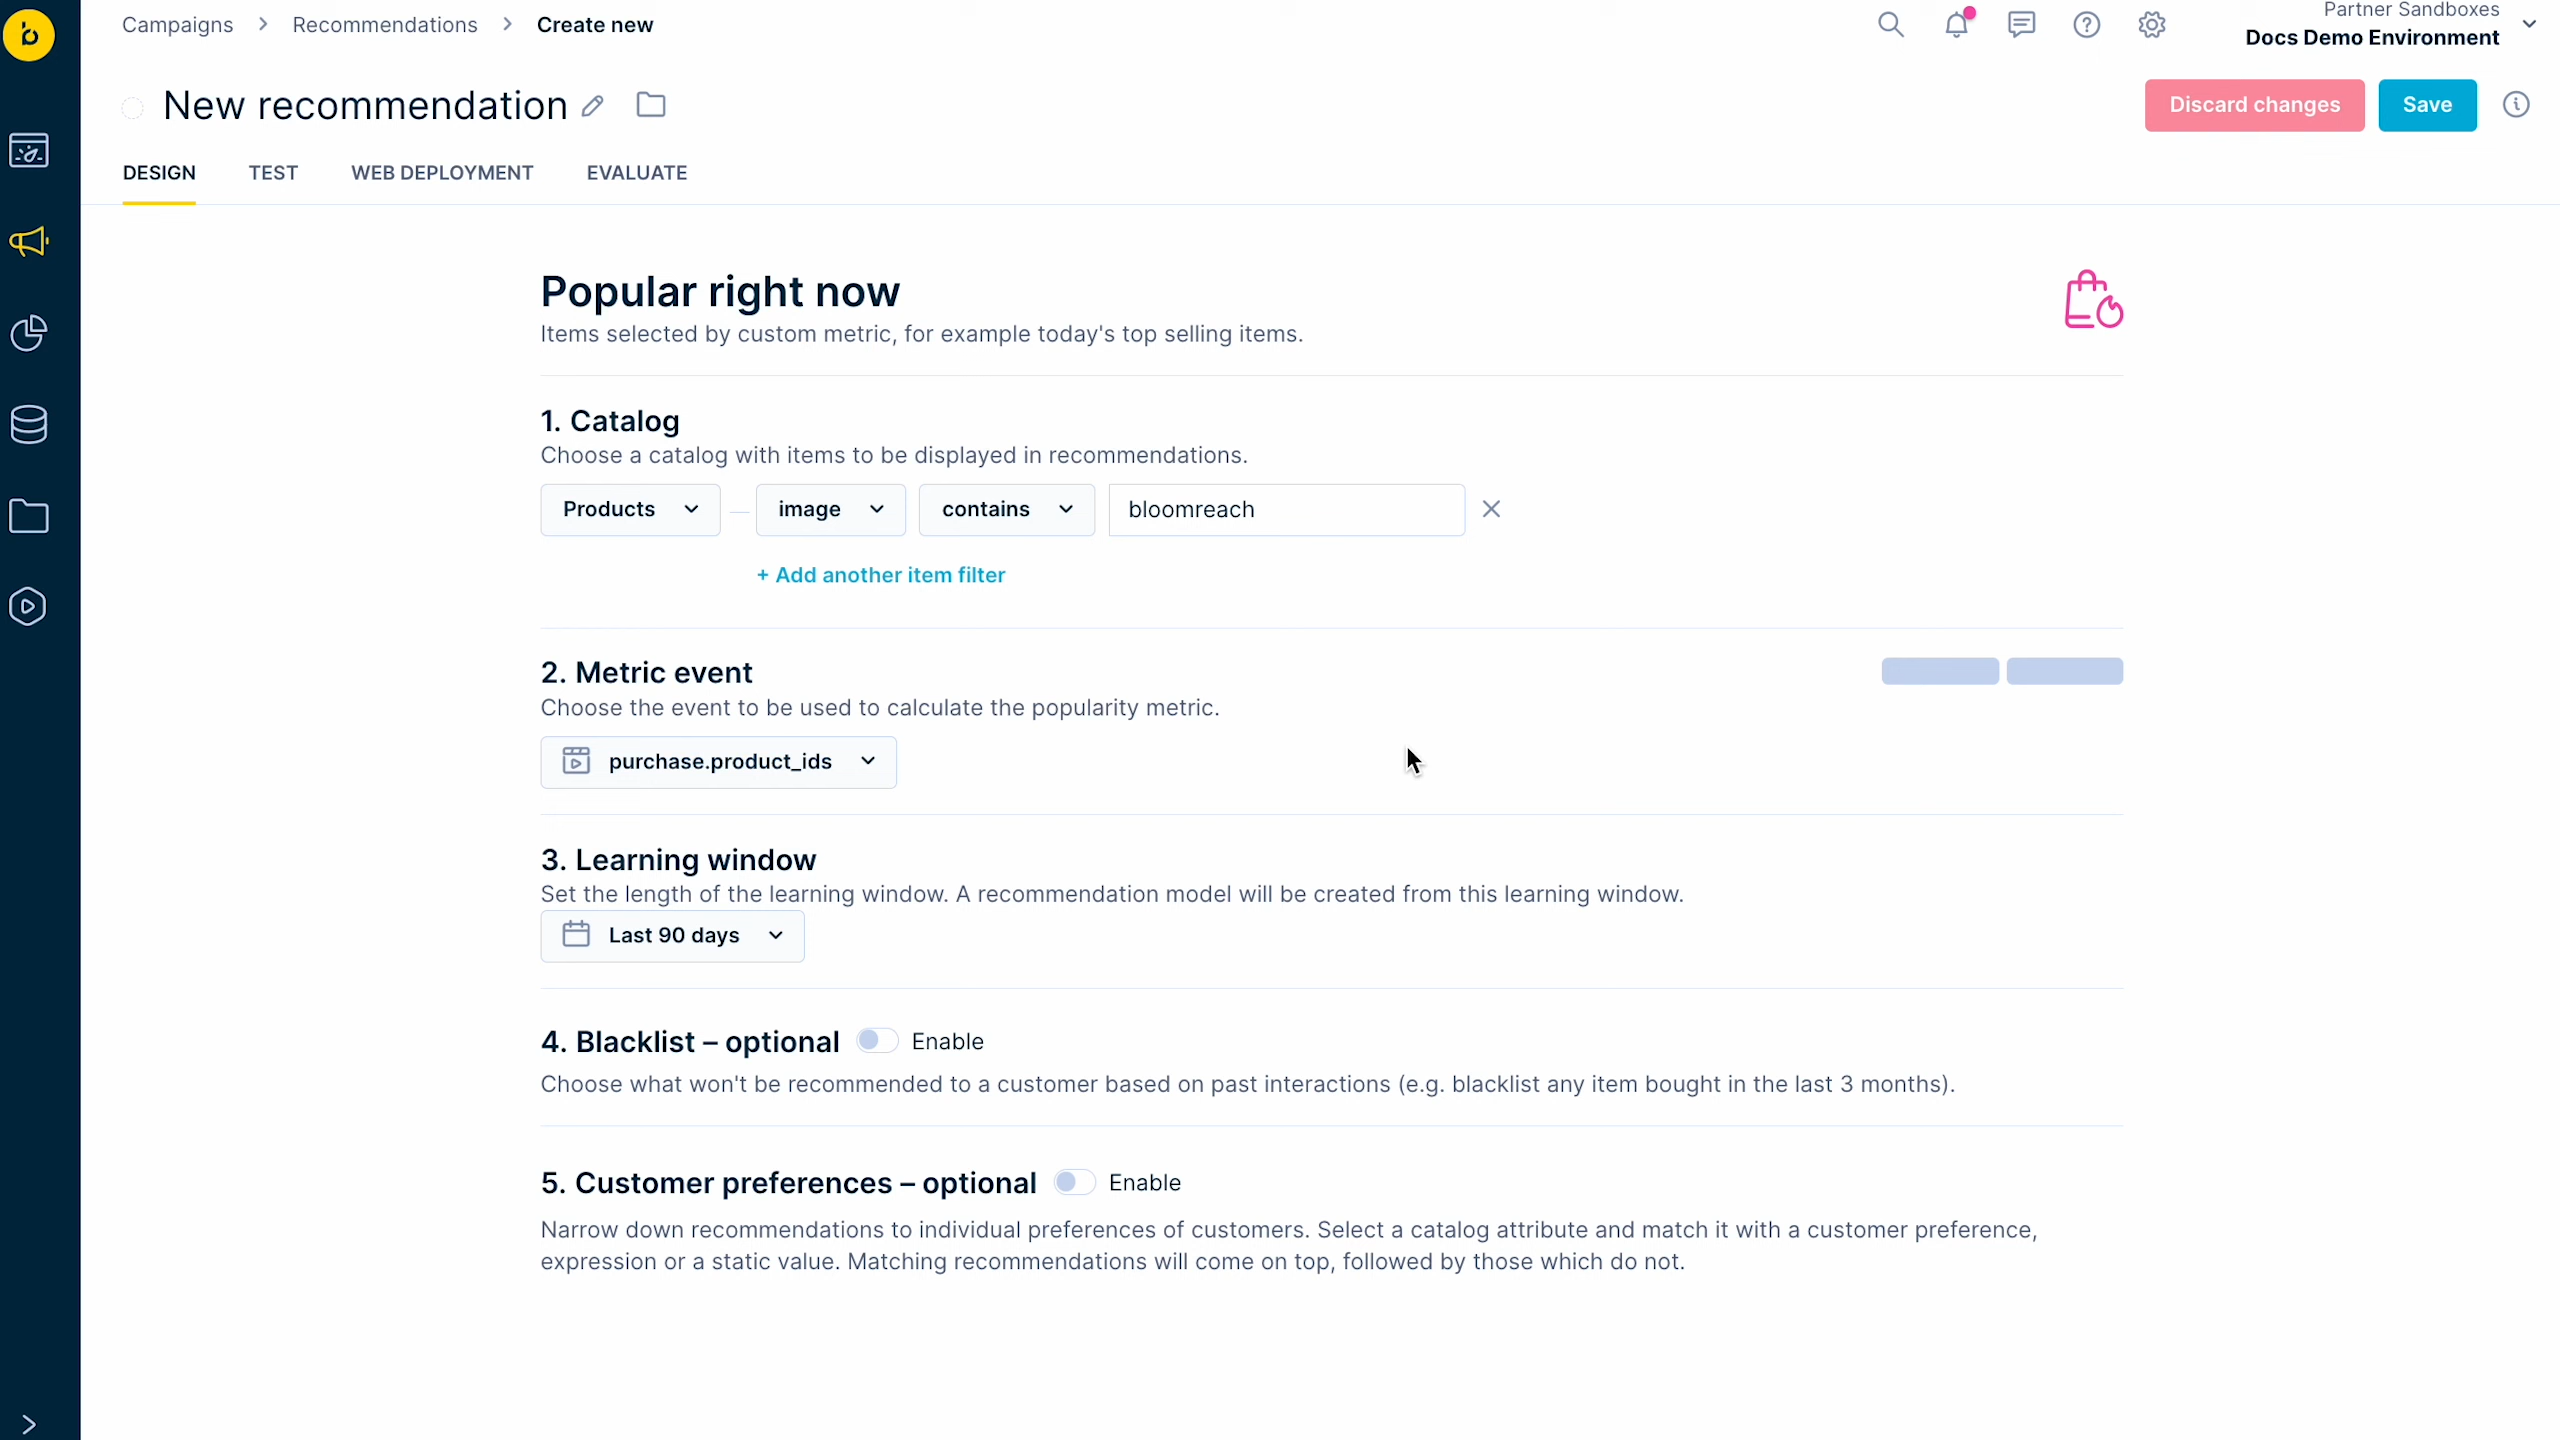 Campaigns > Recommendations > Create new
Partner Sandboxes
Docs Demo Environment
New recommendation
Discard changes
Save
DESIGN TEST WEB DEPLOYMENT EVALUATE
Popular right now
Items selected by custom metric, for example today's top selling items.
1. Catalog
Choose a catalog with items to be displayed in recommendations.
Products image contains bloomreach
+ Add another item filter
2. Metric event
Choose the event to be used to calculate the popularity metric.
purchase.product_ids
3. Learning window
Set the length of the learning window. A recommendation model will be created from this learning window.
Last 90 days
4. Blacklist – optional Enable
Choose what won't be recommended to a customer based on past interactions (e.g. blacklist any item bought in the last 3 months).
5. Customer preferences – optional Enable
Narrow down recommendations to individual preferences of customers. Select a catalog attribute and match it with a customer preference,
expression or a static value. Matching recommendations will come on top, followed by those which do not.